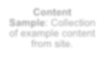 Content
Sample: Collection
of example content
from site.